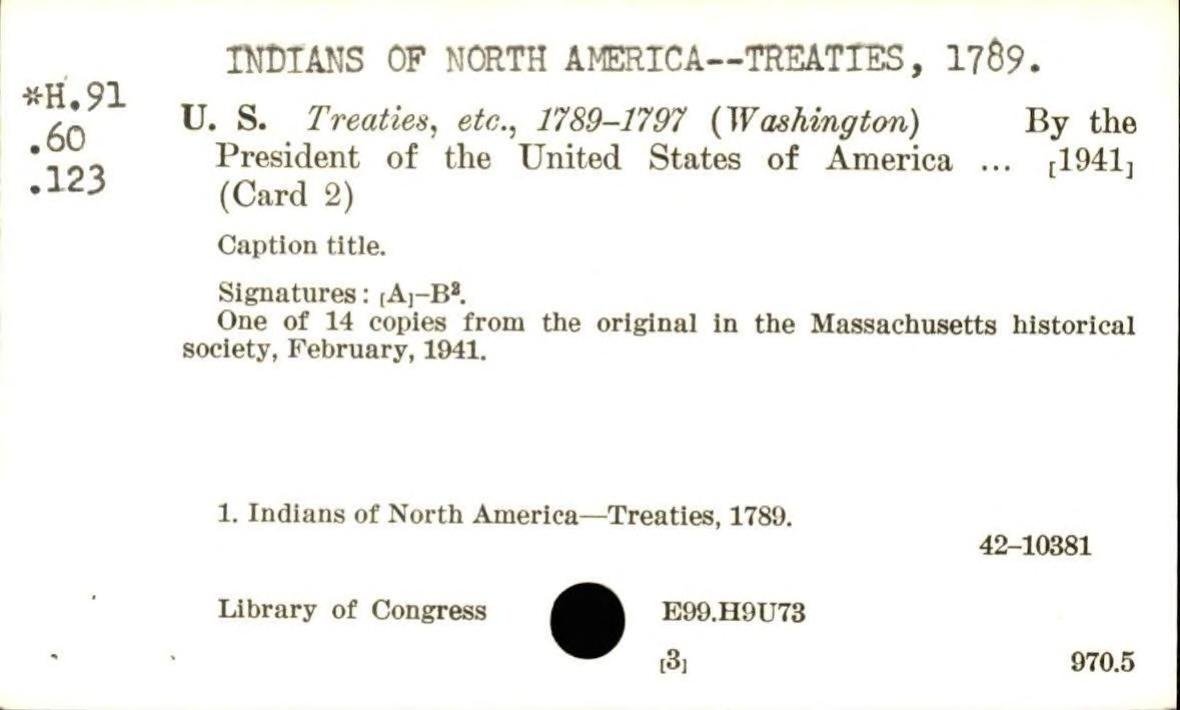 INDIANS OF NORTH AMERICA--TREATIES, 1789.
*H.91
.60
.123
U. S. Treaties, etc., 1789–1797 (Washington) By the
President of the United States of America ... [1941]
(Card 2)
Caption title.
Signatures: [A]–B².
One of 14 copies from the original in the Massachusetts historical
society, February, 1941.
1. Indians of North America—Treaties, 1789.
42–10381
Library of Congress E99.H9U73
[3] 970.5